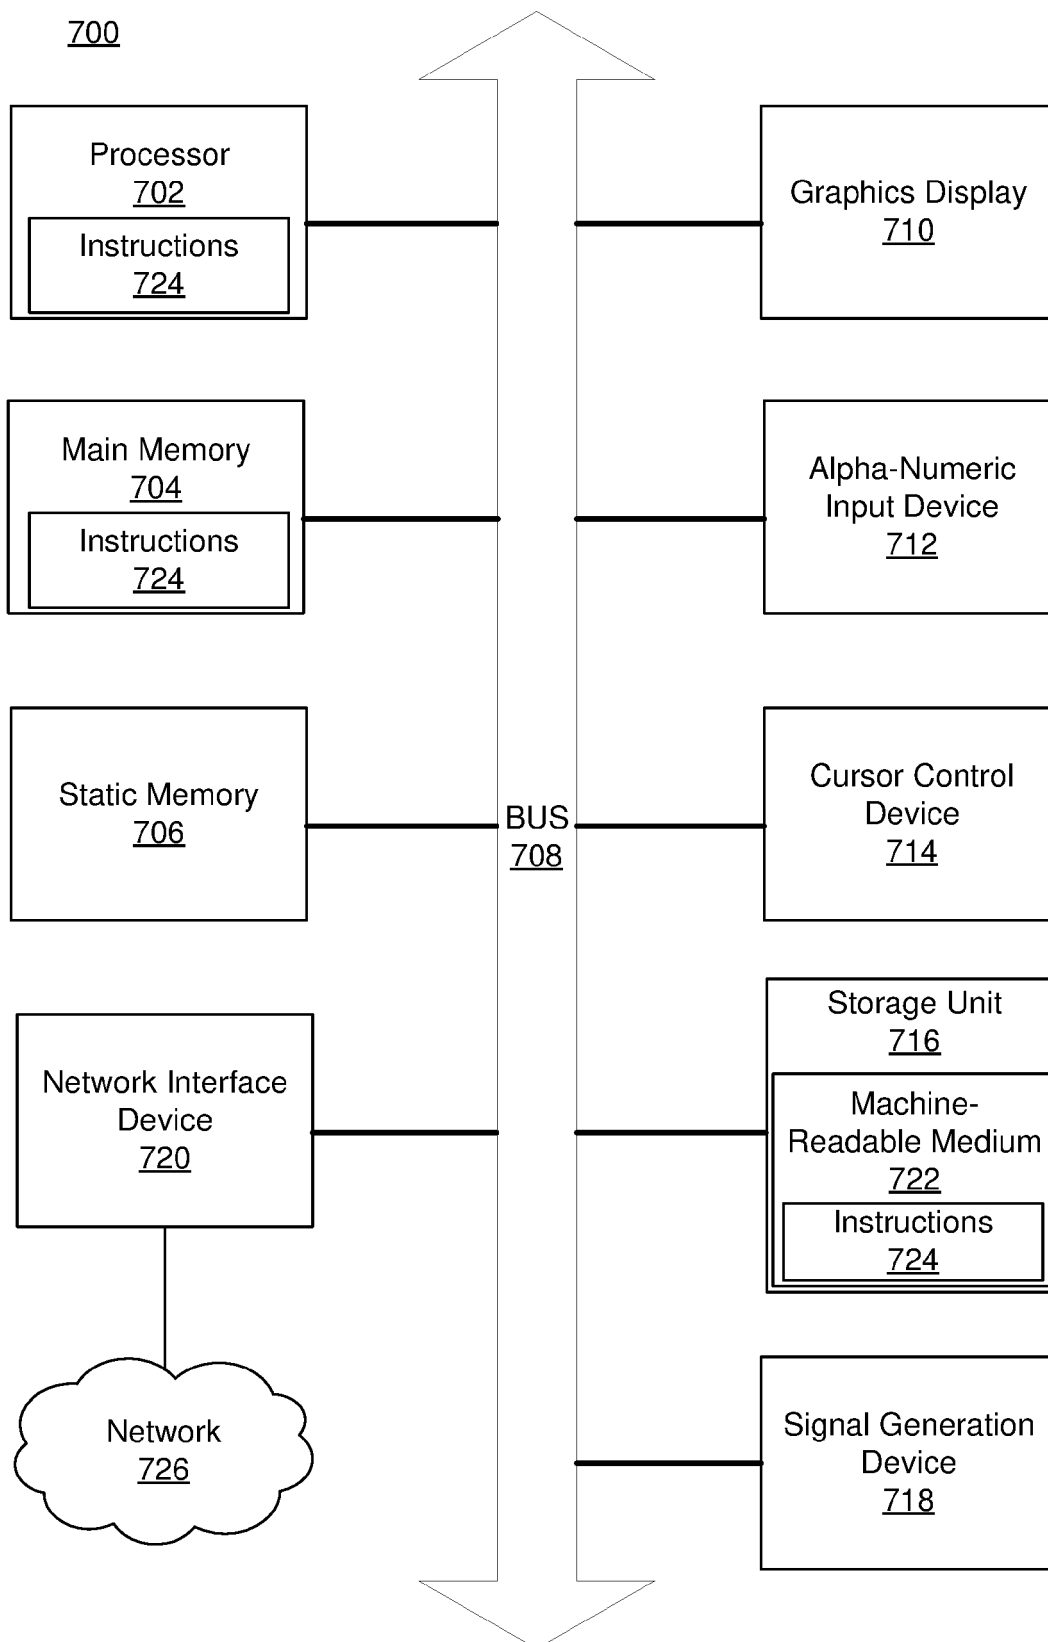 700
Processor
702
Instructions
724
Main Memory
704
Instructions
724
Static Memory
706
Network Interface
Device
720
Network
726
BUS
708
Graphics Display
710
Alpha-Numeric
Input Device
712
Cursor Control
Device
714
Storage Unit
716
Machine-
Readable Medium
722
Instructions
724
Signal Generation
Device
718